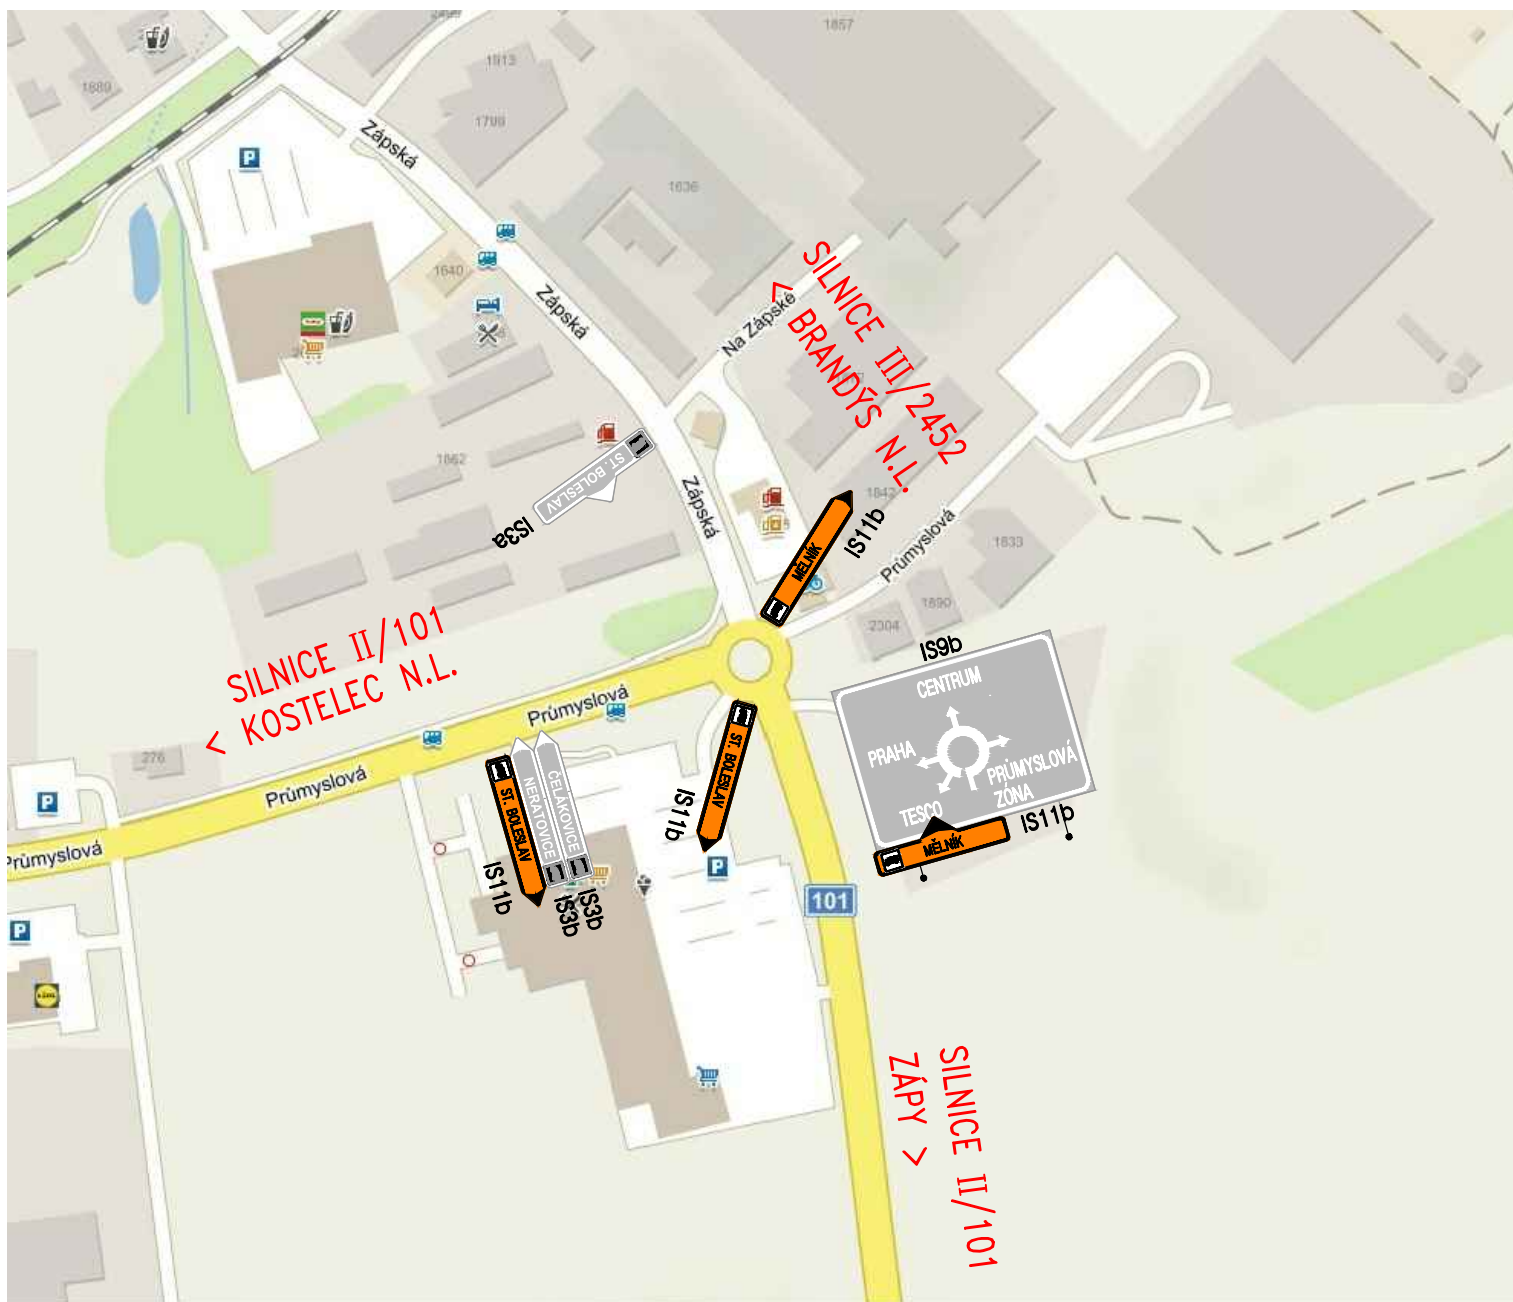 1857
1889
1913
1799
Zápská
1636
1640
Zápská
Na Zápské
SILNICE III/2452
< BRANDÝS N.L.
1862
ST. BOLESLAV
IS3a
Zápská
1842
MĚLNÍK
IS11b
Průmyslová
1833
1890
2304
SILNICE II/101
< KOSTELEC N.L.
IS9b
CENTRUM
PRAHA
PRŮMYSLOVÁ
ZÓNA
TESCO
MĚLNÍK
IS11b
Průmyslová
276
Průmyslová
Průmyslová
ST. BOLESLAV
IS11b
ST. BOLESLAV
NERATOVICE
ČELÁKOVICE
IS11b
IS3b
IS3b
P
P
P
P
101
LIDL
SILNICE II/101
ZÁPY >